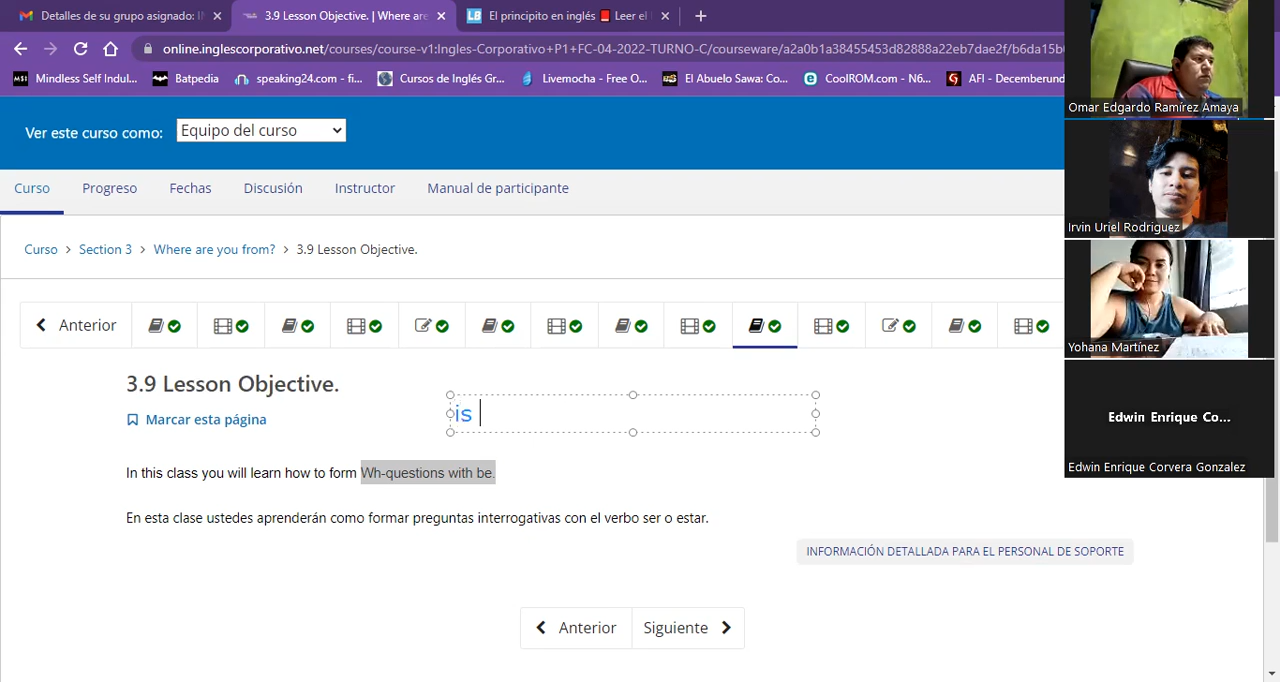 Detalles de su grupo asignado: I
3.9 Lesson Objective. | Where are
El principito en inglés 📕 Leer el
online.inglescorporativo.net/courses/course-v1:Ingles-Corporativo+P1+FC-04-2022-TURNO-C/courseware/a2a0b1a38455453d82888a22eb7dae2f/b6da15b
Mindless Self Indul...
Batpedia
speaking24.com - fi...
Cursos de Inglés Gr...
Livemocha - Free O...
El Abuelo Sawa: Co...
CoolROM.com - N6...
AFI - Decemberund
Ver este curso como:
Equipo del curso
Curso
Progreso
Fechas
Discusión
Instructor
Manual de participante
Curso > Section 3 > Where are you from? > 3.9 Lesson Objective.
Anterior
3.9 Lesson Objective.
is
Marcar esta página
In this class you will learn how to form Wh-questions with be.
En esta clase ustedes aprenderán como formar preguntas interrogativas con el verbo ser o estar.
INFORMACIÓN DETALLADA PARA EL PERSONAL DE SOPORTE
Anterior
Siguiente
Omar Edgardo Ramírez Amaya
Irvin Uriel Rodriguez
Yohana Martínez
Edwin Enrique Co...
Edwin Enrique Corvera Gonzalez